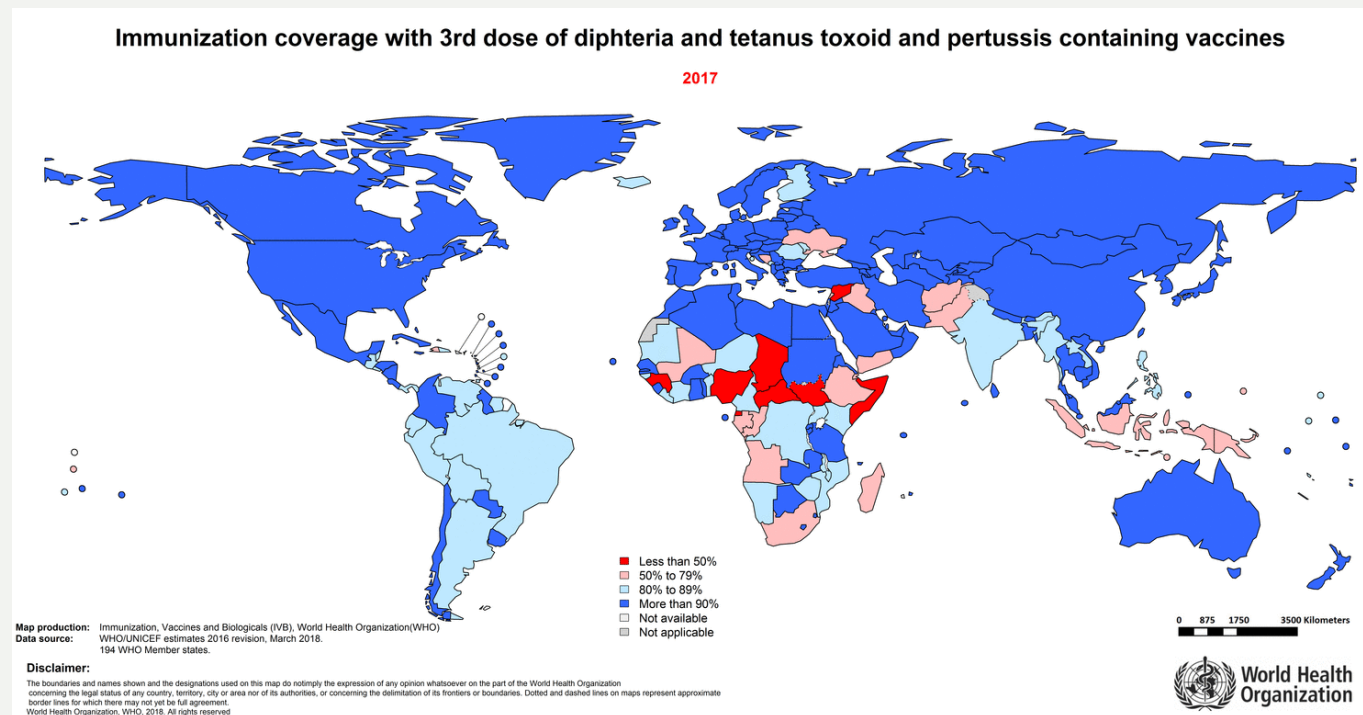 Immunization coverage with 3rd dose of diphteria and tetanus toxoid and pertussis containing vaccines
2017
Less than 50%
50% to 79%
80% to 89%
More than 90%
Not available
Not applicable
Map production: Immunization, Vaccines and Biologicals (IVB), World Health Organization(WHO)
Data source: WHO/UNICEF estimates 2016 revision, March 2018.
194 WHO Member states.
0 875 1750 3500 Kilometers
Disclaimer:
The boundaries and names shown and the designations used on this map do notimply the expression of any opinion whatsoever on the part of the World Health Organization
concerning the legal status of any country, territory, city or area nor of its authorities, or concerning the delimitation of its frontiers or boundaries. Dotted and dashed lines on maps represent approximate
border lines for which there may not yet be full agreement.
World Health Organization, WHO, 2018. All rights reserved
World Health
Organization